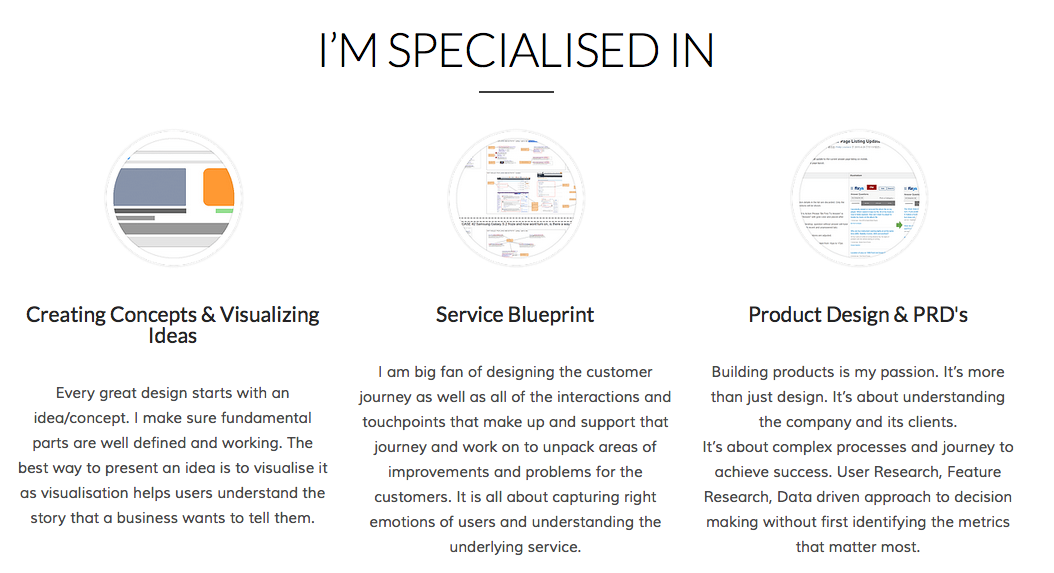 I’M SPECIALISED IN
Page Listing Updat
Creating Concepts & Visualizing
Ideas
Every great design starts with an
idea/concept. I make sure fundamental
parts are well defined and working. The
best way to present an idea is to visualise it
as visualisation helps users understand the
story that a business wants to tell them.
Service Blueprint
I am big fan of designing the customer
journey as well as all of the interactions and
touchpoints that make up and support that
journey and work on to unpack areas of
improvements and problems for the
customers. It is all about capturing right
emotions of users and understanding the
underlying service.
Product Design & PRD's
Building products is my passion. It’s more
than just design. It’s about understanding
the company and its clients.
It’s about complex processes and journey to
achieve success. User Research, Feature
Research, Data driven approach to decision
making without first identifying the metrics
that matter most.